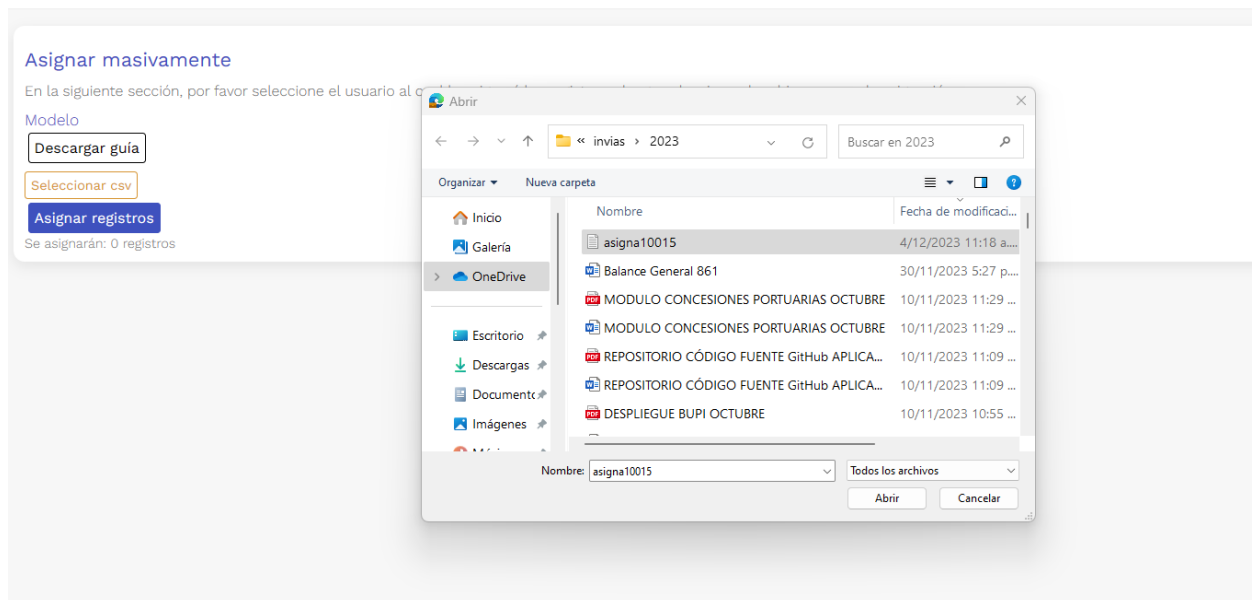 Asignar masivamente
En la siguiente sección, por favor seleccione el usuario al
Modelo
Descargar guía
Seleccionar csv
Asignar registros
Se asignarán: 0 registros
Abrir
« invias › 2023
Buscar en 2023
Organizar
Nueva carpeta
Inicio
Galería
OneDrive
Escritorio
Descargas
Documentc
Imágenes
Nombre
Fecha de modificaci...
asigna10015 4/12/2023 11:18 a....
Balance General 861 30/11/2023 5:27 p....
MODULO CONCESIONES PORTUARIAS OCTUBRE 10/11/2023 11:29 ...
MODULO CONCESIONES PORTUARIAS OCTUBRE 10/11/2023 11:29 ...
REPOSITORIO CÓDIGO FUENTE GitHub APLICA... 10/11/2023 11:09 ...
REPOSITORIO CÓDIGO FUENTE GitHub APLICA... 10/11/2023 11:09 ...
DESPLIEGUE BUPI OCTUBRE 10/11/2023 10:55 ...
Nombre: asigna10015
Todos los archivos
Abrir
Cancelar